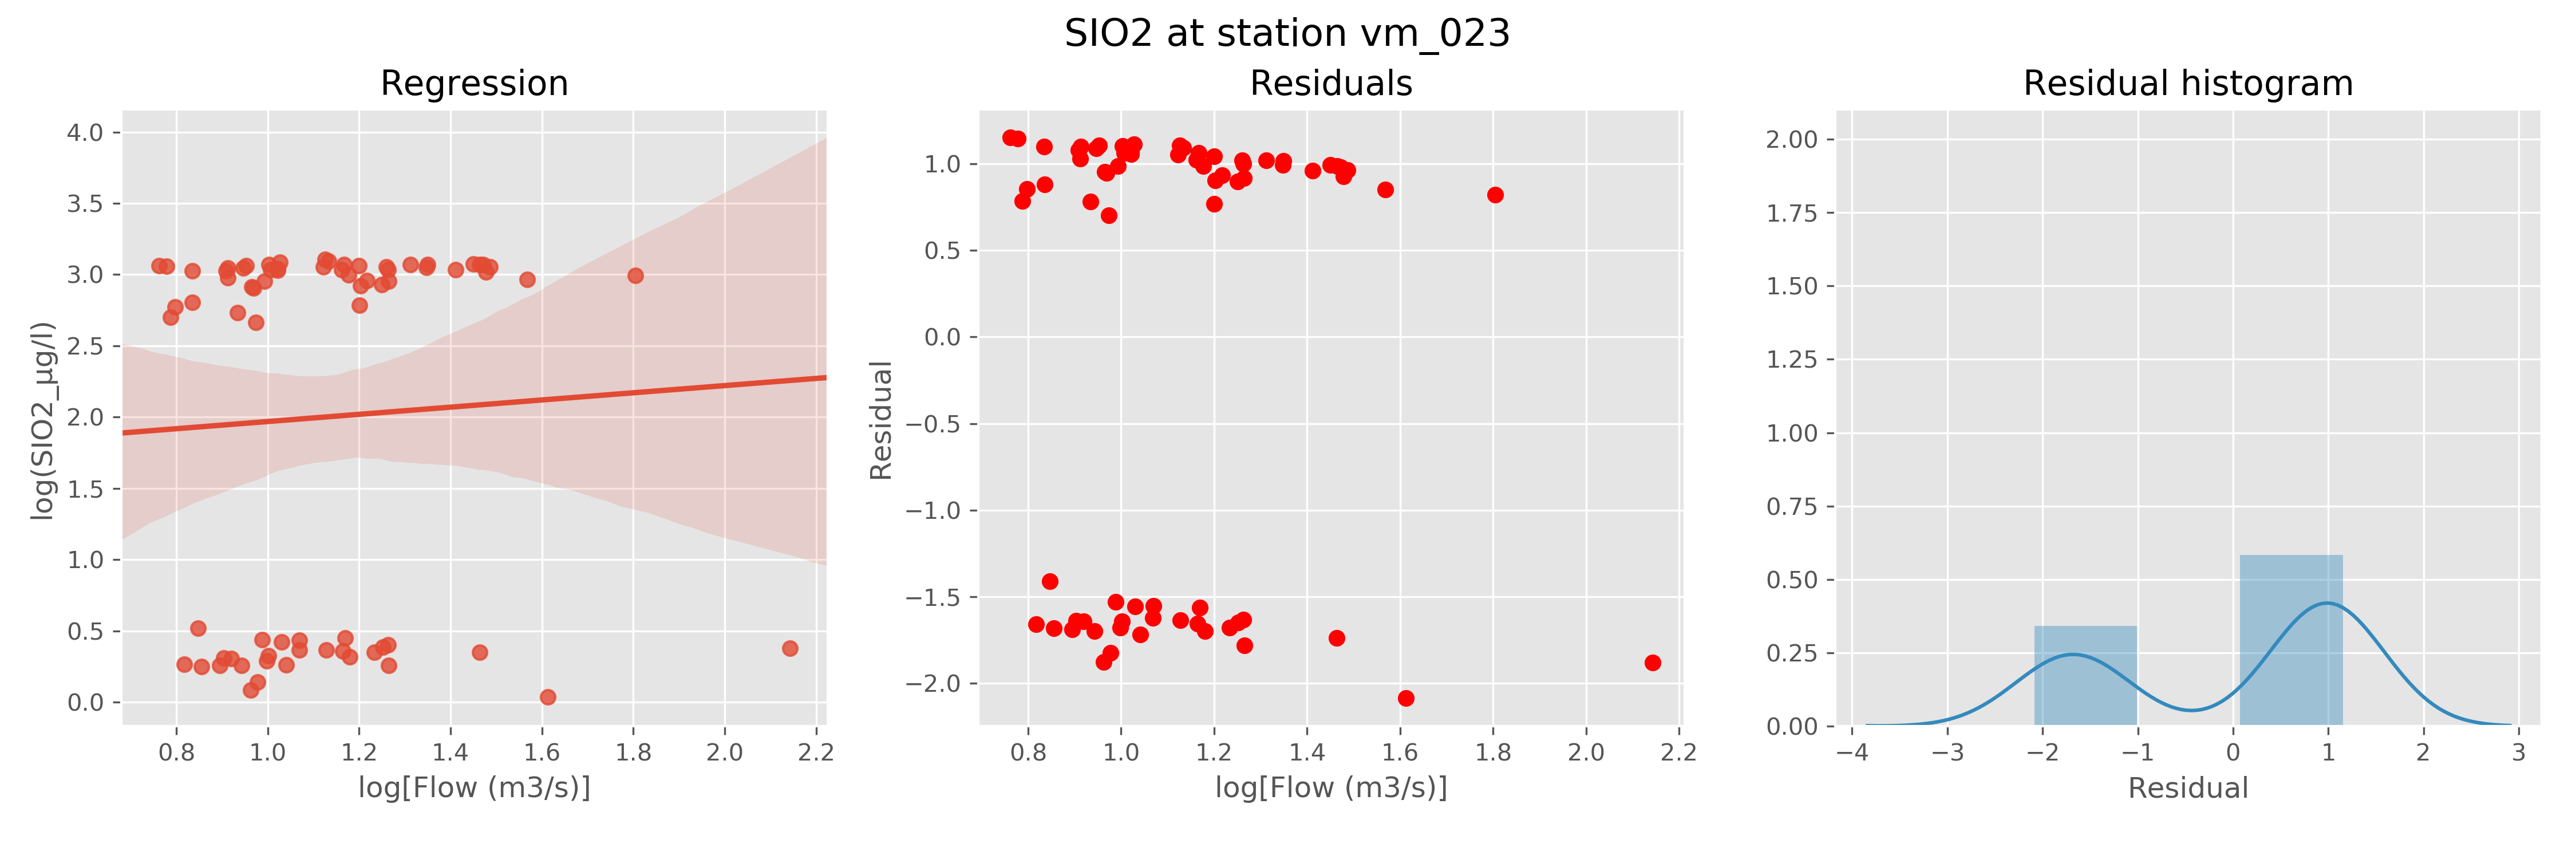 SIO2 at station vm_023
Regression
4.0
3.5
3.0
2.5
2.0
1.5
1.0
0.5
0.0
log(SIO2_µg/l)
0.8 1.0 1.2 1.4 1.6 1.8 2.0 2.2
log[Flow (m3/s)]
Residuals
1.0
0.5
0.0
−0.5
−1.0
−1.5
−2.0
Residual
0.8 1.0 1.2 1.4 1.6 1.8 2.0 2.2
log[Flow (m3/s)]
Residual histogram
2.00
1.75
1.50
1.25
1.00
0.75
0.50
0.25
0.00
−4 −3 −2 −1 0 1 2 3
Residual